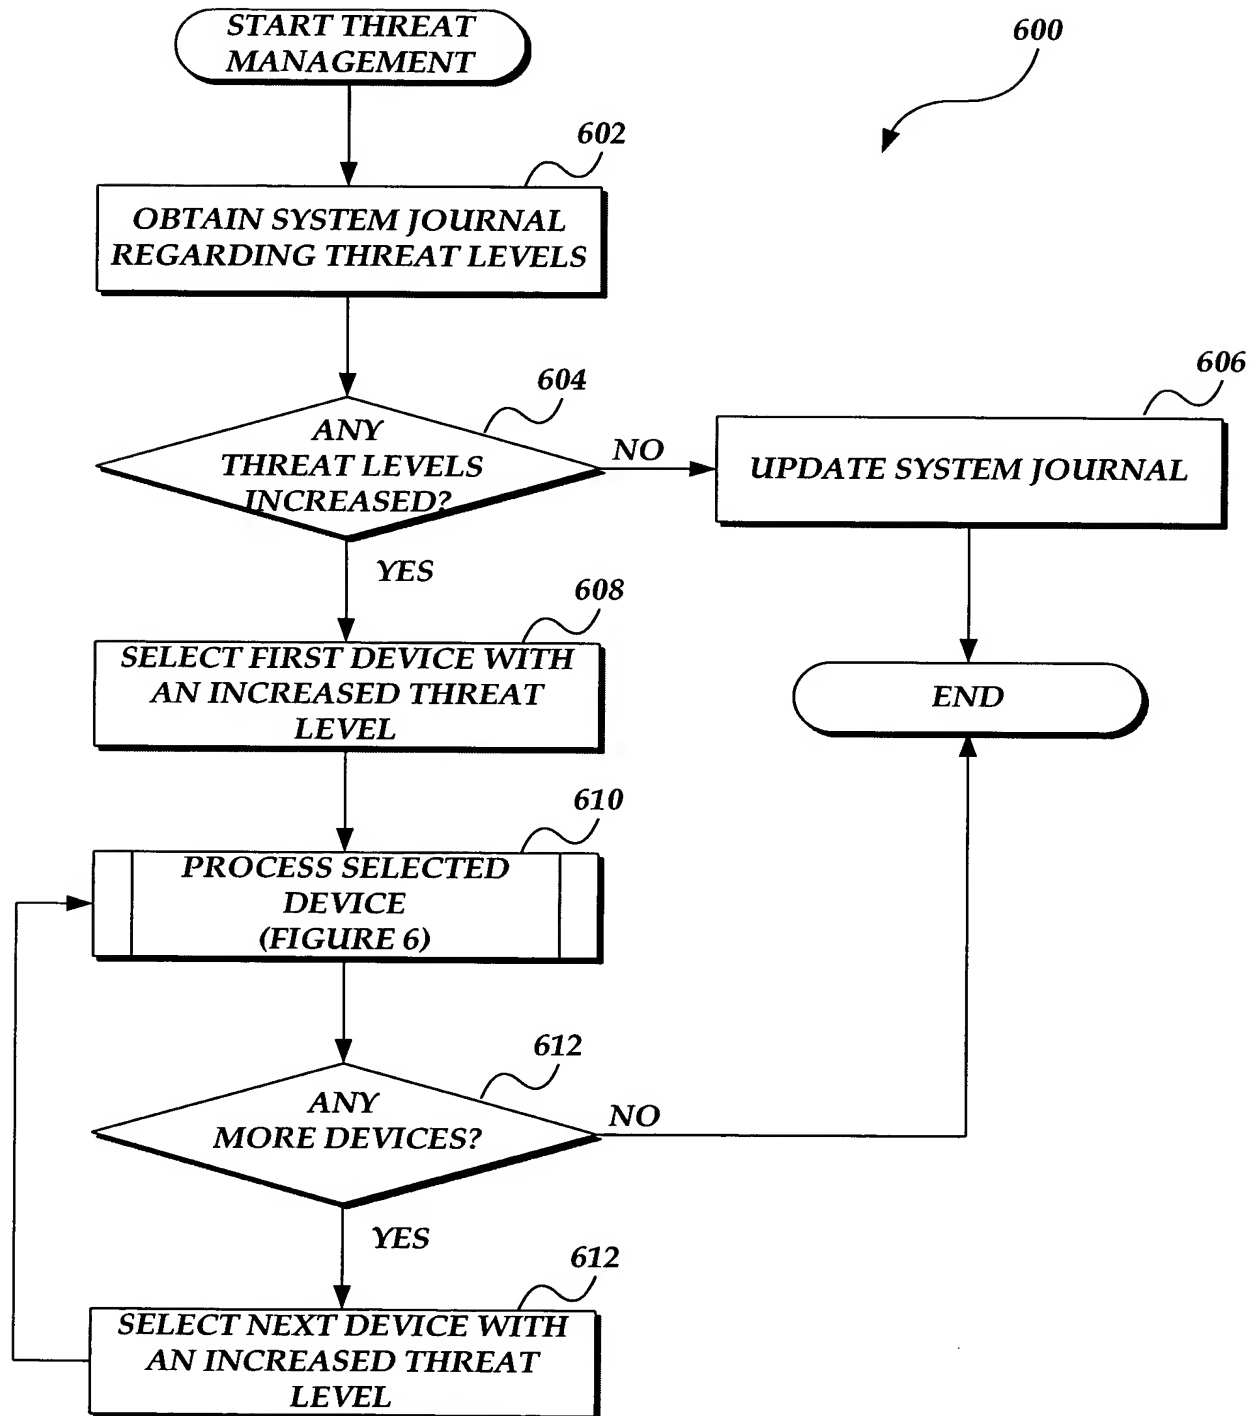 START THREAT
MANAGEMENT
600
602
OBTAIN SYSTEM JOURNAL
REGARDING THREAT LEVELS
604
ANY
THREAT LEVELS
INCREASED?
NO
606
UPDATE SYSTEM JOURNAL
YES
608
SELECT FIRST DEVICE WITH
AN INCREASED THREAT
LEVEL
END
610
PROCESS SELECTED
DEVICE
(FIGURE 6)
612
ANY
MORE DEVICES?
NO
YES
612
SELECT NEXT DEVICE WITH
AN INCREASED THREAT
LEVEL